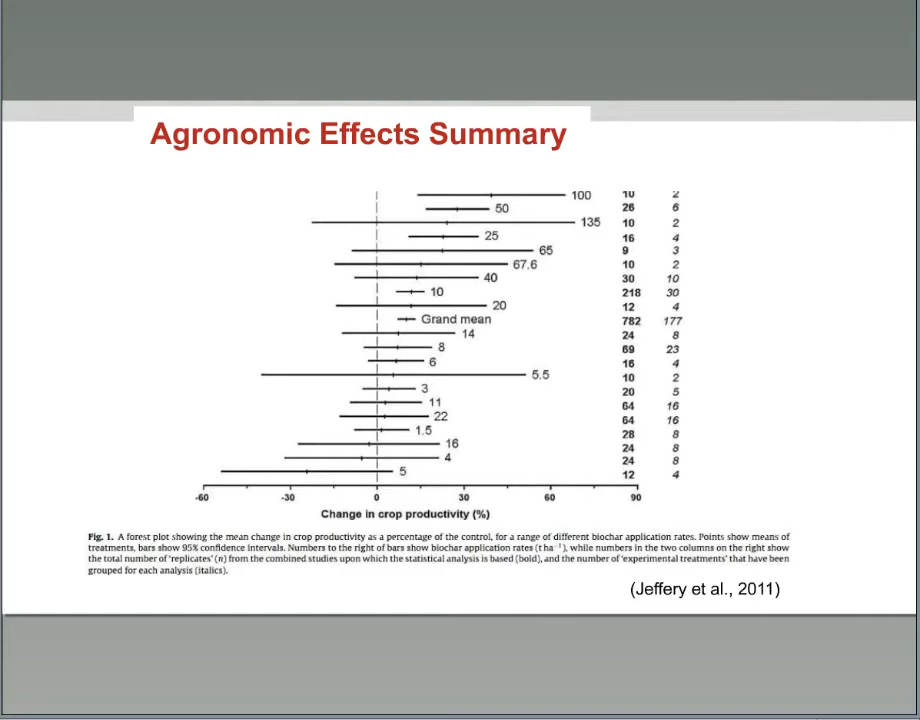 Agronomic Effects Summary
100 10 2
50 26 6
135 10 2
25 16 4
65 9 3
67.6 10 2
40 30 10
10 218 30
20 12 4
Grand mean 782 177
14 24 8
8 69 23
6 16 4
5.5 10 2
3 20 5
11 64 16
22 64 16
1.5 28 8
16 24 8
4 24 8
5 12 4
-60 -30 0 30 60 90
Change in crop productivity (%)
Fig. 1. A forest plot showing the mean change in crop productivity as a percentage of the control, for a range of different biochar application rates. Points show means of
treatments, bars show 95% confidence intervals. Numbers to the right of bars show biochar application rates (t ha⁻¹), while numbers in the two columns on the right show
the total number of 'replicates' (n) from the combined studies upon which the statistical analysis is based (bold), and the number of 'experimental treatments' that have been
grouped for each analysis (italics).
(Jeffery et al., 2011)